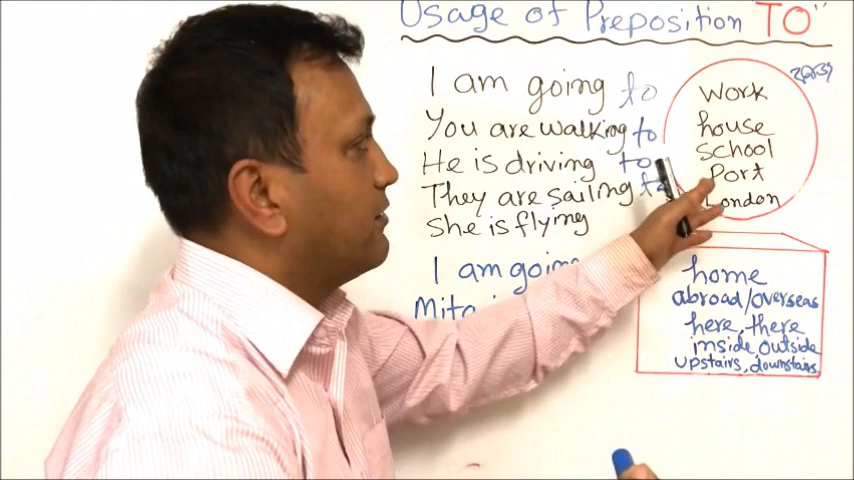 Usage of Preposition "TO"
I am going to work
You are walking to house
He is driving to school
They are sailing to Port
She is flying London
I am going home
abroad/overseas
here, there
inside, outside
upstairs, downstairs